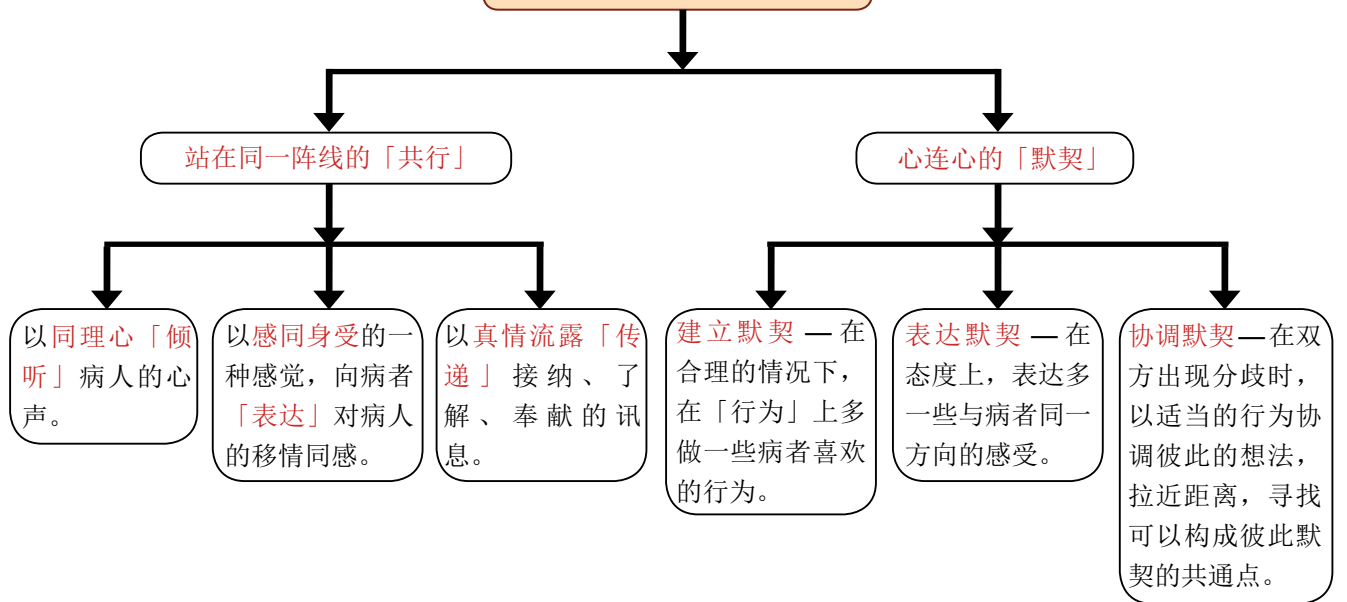 站在同一阵线的「共行」
心连心的「默契」
以同理心「倾
听」病人的心
声。
以感同身受的一
种感觉，向病者
「表达」对病人
的移情同感。
以真情流露「传
递」接纳、了
解、奉献的讯
息。
建立默契 — 在
合理的情况下，
在「行为」上多
做一些病者喜欢
的行为。
表达默契 — 在
态度上，表达多
一些与病者同一
方向的感受。
协调默契—在双
方出现分歧时，
以适当的行为协
调彼此的想法，
拉近距离，寻找
可以构成彼此默
契的共通点。